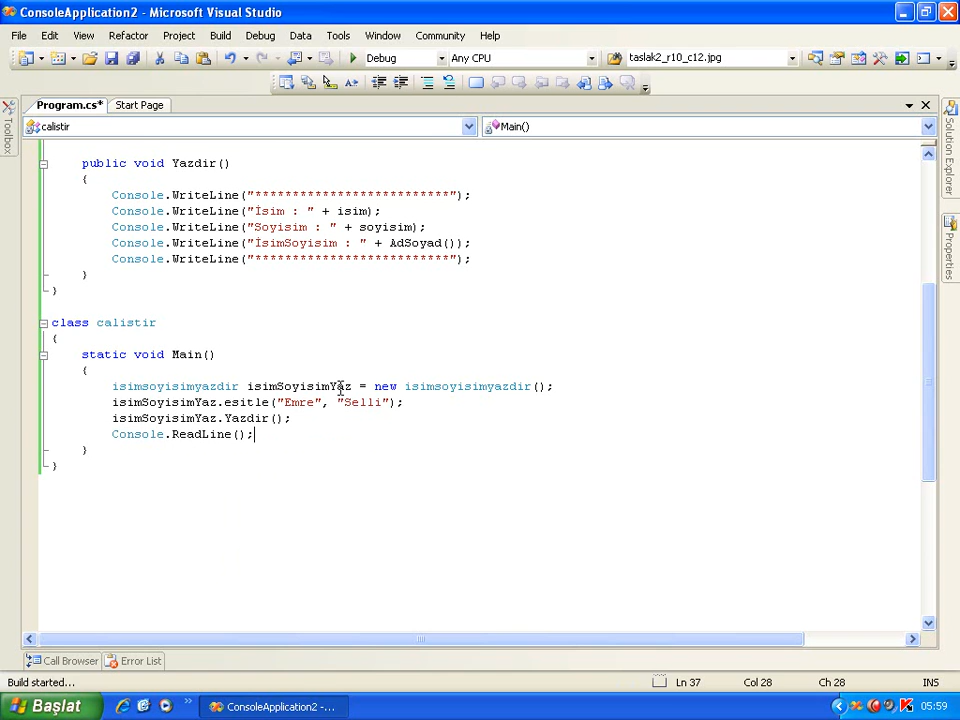 ConsoleApplication2 - Microsoft Visual Studio
File Edit View Refactor Project Build Debug Data Tools Window Community Help
Debug Any CPU taslak2_r10_c12.jpg
Program.cs* Start Page
calistir Main()
Toolbox
Solution Explorer
Properties
public void Yazdir()
{
Console.WriteLine("**************************");
Console.WriteLine("İsim : " + isim);
Console.WriteLine("Soyisim : " + soyisim);
Console.WriteLine("İsimSoyisim : " + AdSoyad());
Console.WriteLine("**************************");
}
}
class calistir
{
static void Main()
{
isimsoyisimyazdir isimSoyisimYaz = new isimsoyisimyazdir();
isimSoyisimYaz.esitle("Emre", "Selli");
isimSoyisimYaz.Yazdir();
Console.ReadLine();
}
}
Call Browser Error List
Build started... Ln 37 Col 28 Ch 28 INS
Başlat ConsoleApplication2 - ... 05:59